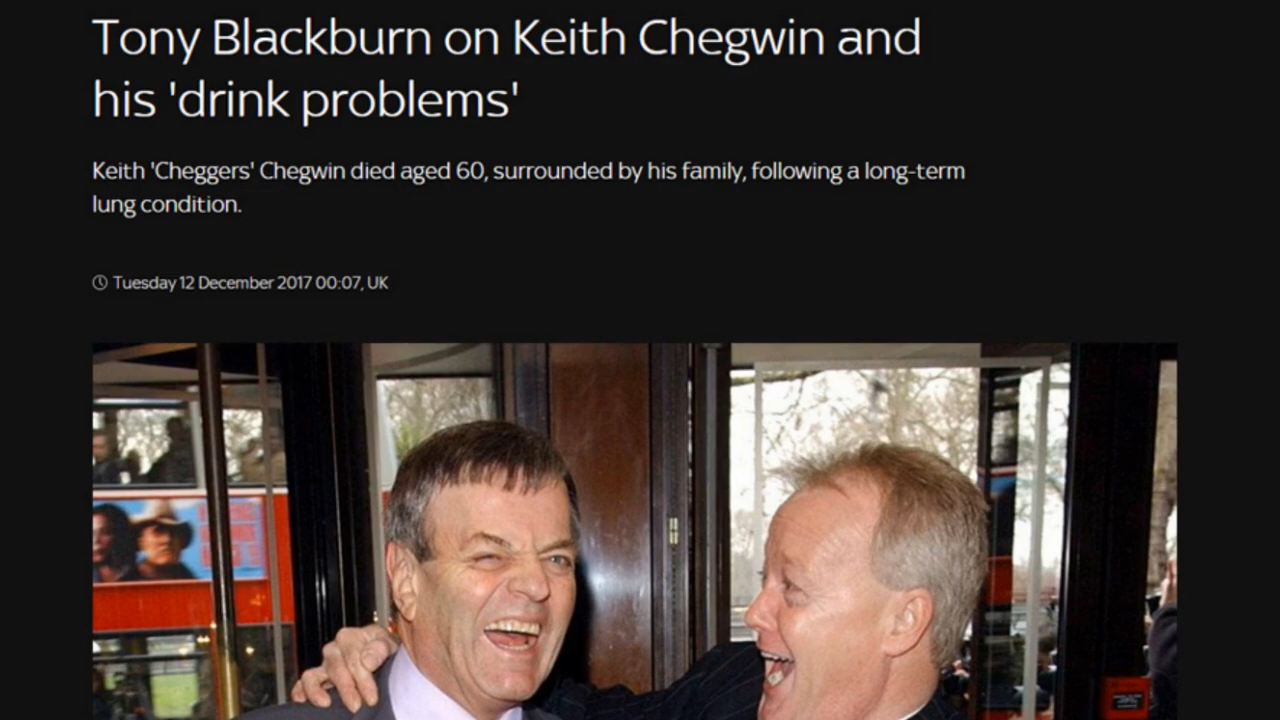 Tony Blackburn on Keith Chegwin and
his 'drink problems'
Keith 'Cheggers' Chegwin died aged 60, surrounded by his family, following a long-term
lung condition.
Tuesday 12 December 2017 00:07, UK